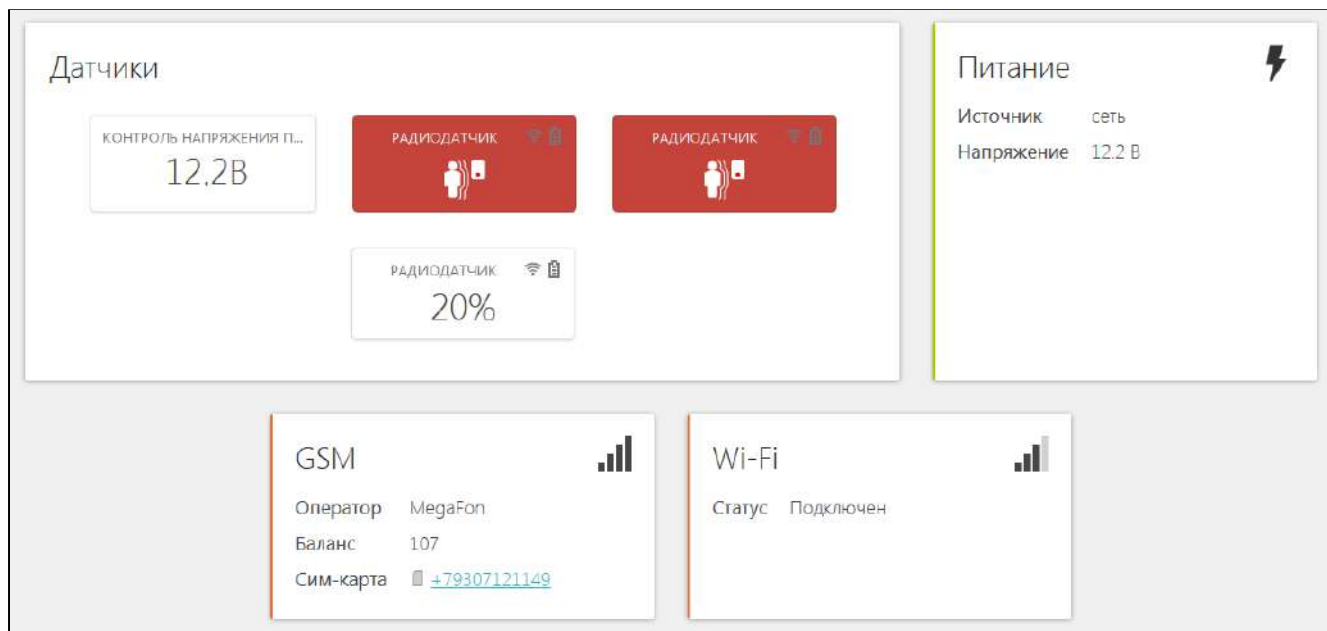 Датчики
КОНТРОЛЬ НАПРЯЖЕНИЯ П...
12,2В
РАДИОДАТЧИК
РАДИОДАТЧИК
РАДИОДАТЧИК
20%
Питание
Источник сеть
Напряжение 12.2 В
GSM
Оператор MegaFon
Баланс 107
Сим-карта +79307121149
Wi-Fi
Статус Подключен